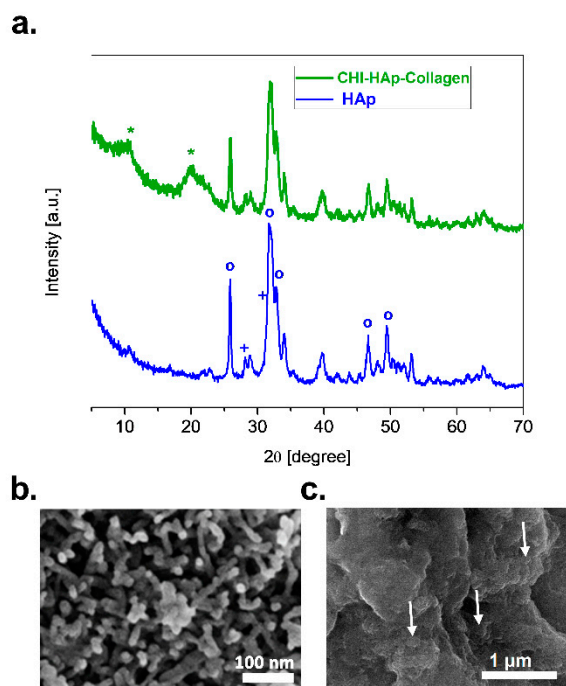 a.
CHI-HAp-Collagen
HAp
* *
o o o o o
+ +
Intensity [a.u.]
10 20 30 40 50 60 70
2θ [degree]
b. c.
100 nm
1 µm